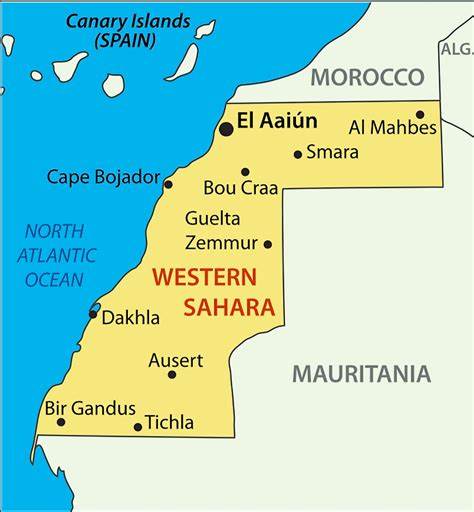 Canary Islands
(SPAIN)
ALG.
MOROCCO
El Aaiún
Al Mahbes
Smara
Cape Bojador
Bou Craa
Guelta
Zemmur
NORTH
ATLANTIC
OCEAN
WESTERN
SAHARA
Dakhla
Ausert
MAURITANIA
Bir Gandus
Tichla